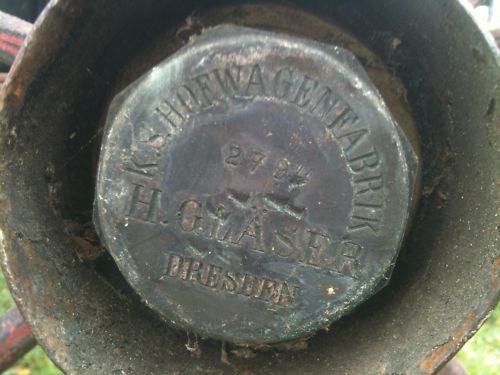 K.S. HOFWAGENFABRIK
H. GLÄSER
DRESDEN